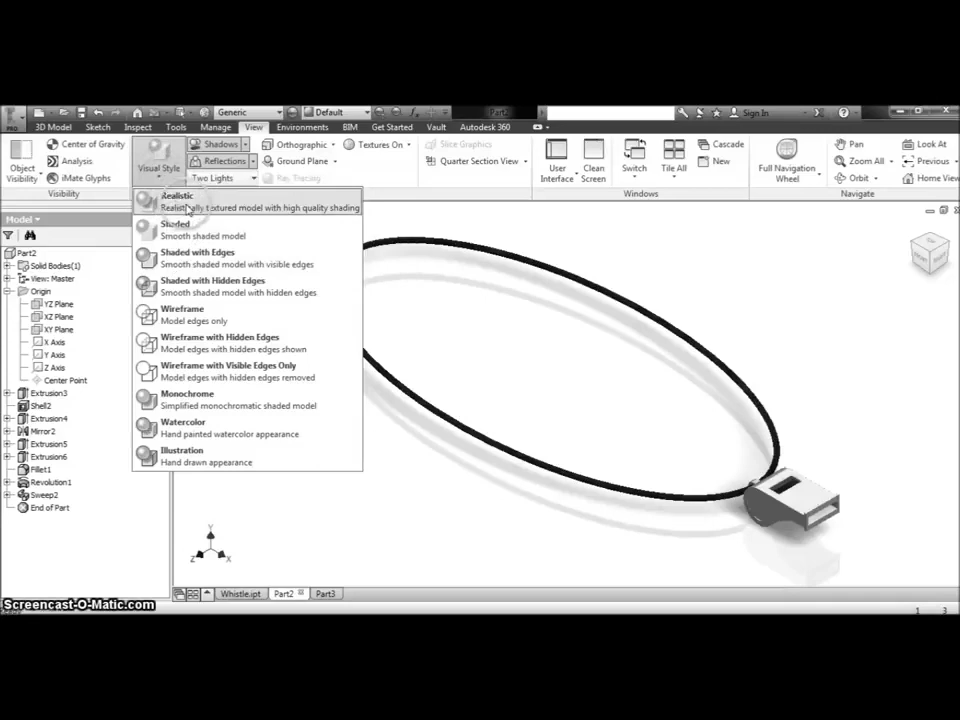 PRO
Generic
Default
Part2
Sign In
3D Model Sketch Inspect Tools Manage View Environments BIM Get Started Vault Autodesk 360
Object Visibility
Center of Gravity
Analysis
iMate Glyphs
Visibility
Visual Style
Shadows
Reflections
Two Lights
Orthographic
Ground Plane
Ray Tracing
Textures On
Slice Graphics
Quarter Section View
User Interface
Clean Screen
Switch
Tile All
Cascade
New
Windows
Full Navigation Wheel
Pan
Zoom All
Orbit
Look At
Previous
Home View
Navigate
Realistic
Realistically textured model with high quality shading
Shaded
Smooth shaded model
Shaded with Edges
Smooth shaded model with visible edges
Shaded with Hidden Edges
Smooth shaded model with hidden edges
Wireframe
Model edges only
Wireframe with Hidden Edges
Model edges with hidden edges shown
Wireframe with Visible Edges Only
Model edges with hidden edges removed
Monochrome
Simplified monochromatic shaded model
Watercolor
Hand painted watercolor appearance
Illustration
Hand drawn appearance
Model
Part2
Solid Bodies(1)
View: Master
Origin
YZ Plane
XZ Plane
XY Plane
X Axis
Y Axis
Z Axis
Center Point
Extrusion3
Shell2
Extrusion4
Mirror2
Extrusion5
Extrusion6
Fillet1
Revolution1
Sweep2
End of Part
Y
Z X
Whistle.ipt Part2 Part3
Screencast-O-Matic.com
1 3